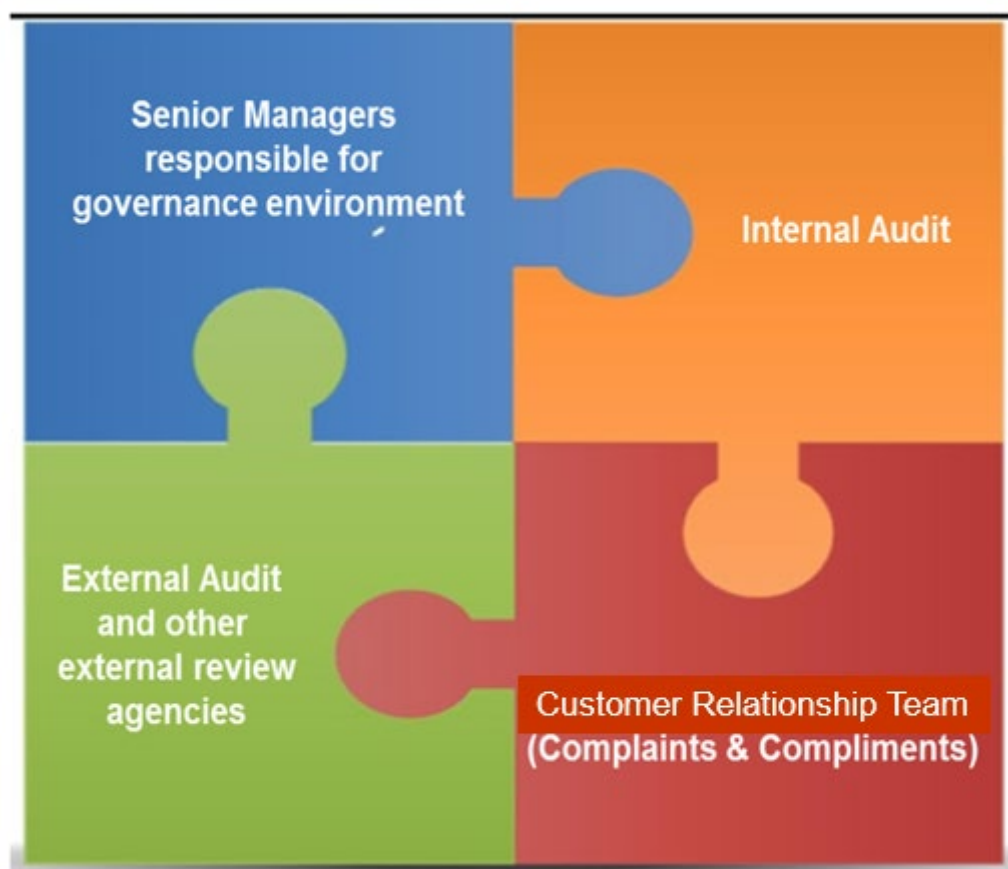 Senior Managers
responsible for
governance environment
Internal Audit
External Audit
and other
external review
agencies
Customer Relationship Team
(Complaints & Compliments)